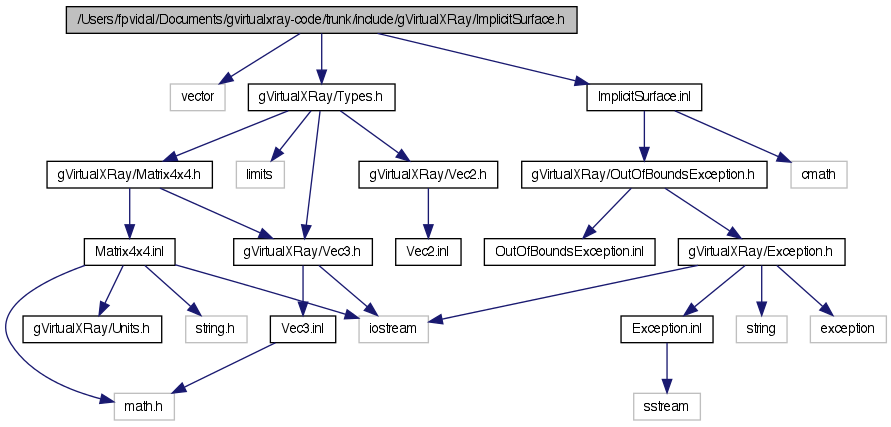 /Users/fpvidal/Documents/gvirtualxray-code/trunk/include/gVirtualXRay/ImplicitSurface.h
vector
gVirtualXRay/Types.h
ImplicitSurface.inl
gVirtualXRay/Matrix4x4.h
limits
gVirtualXRay/Vec2.h
gVirtualXRay/OutOfBoundsException.h
cmath
Matrix4x4.inl
gVirtualXRay/Vec3.h
Vec2.inl
OutOfBoundsException.inl
gVirtualXRay/Exception.h
gVirtualXRay/Units.h
string.h
Vec3.inl
iostream
Exception.inl
string
exception
math.h
sstream